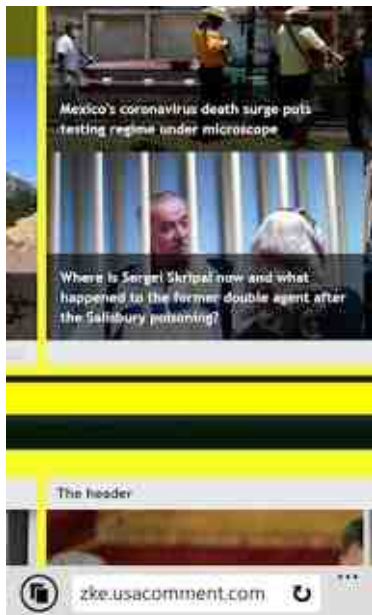 Mexico's coronavirus death surge puts
testing regime under microscope
Where is Sergei Skripal now and what
happened to the former double agent after
the Salisbury poisoning?
The header
zke.usacomment.com